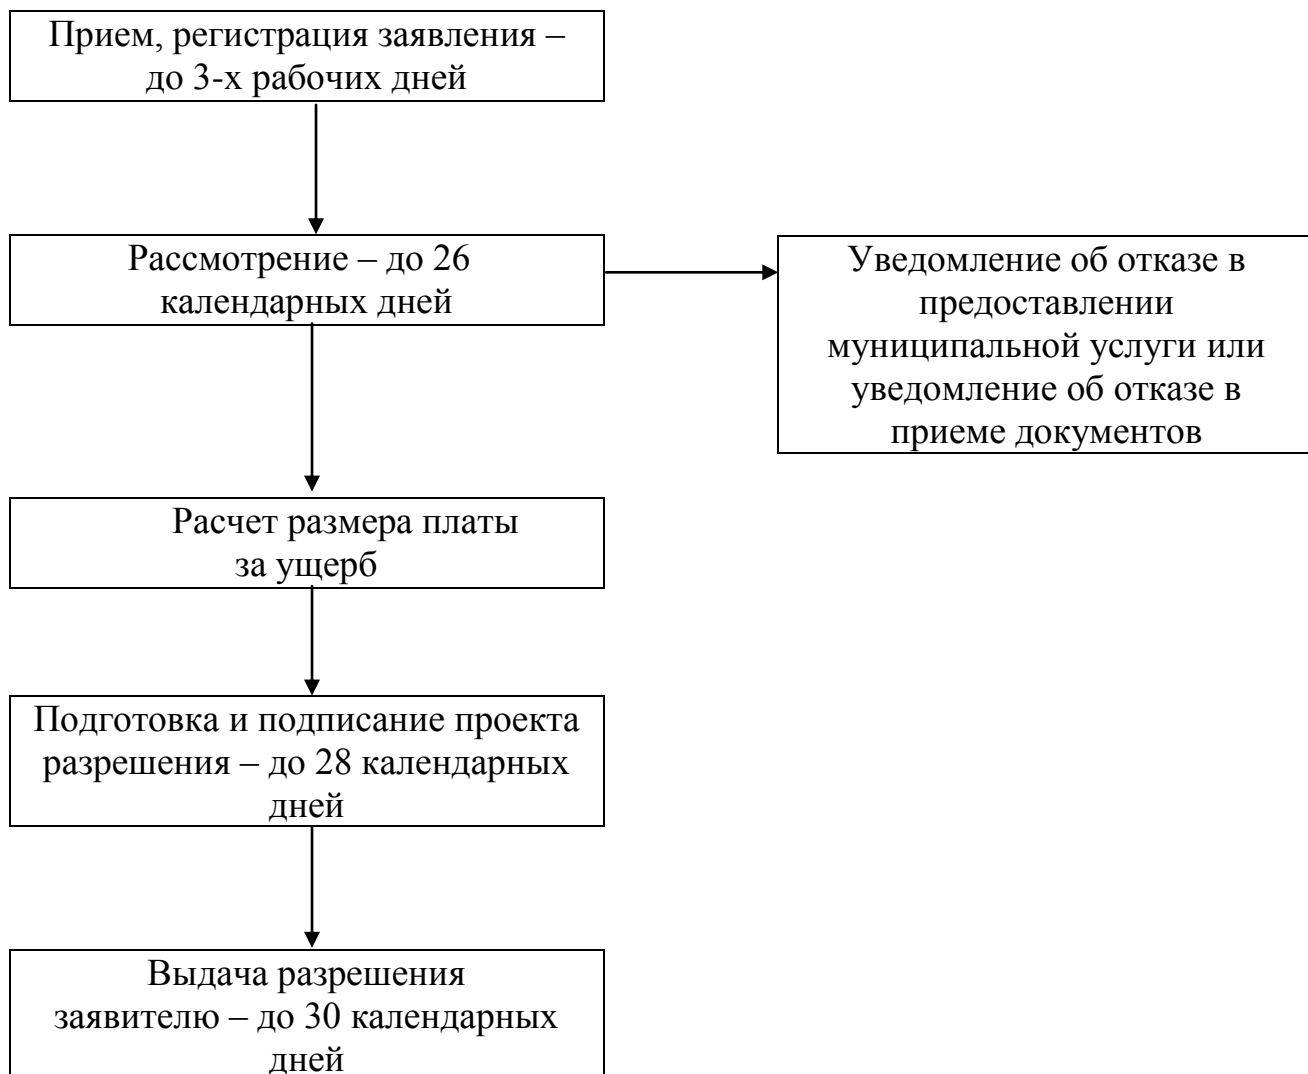 Прием, регистрация заявления –
до 3-х рабочих дней
Рассмотрение – до 26
календарных дней
Уведомление об отказе в
предоставлении
муниципальной услуги или
уведомление об отказе в
приеме документов
Расчет размера платы
за ущерб
Подготовка и подписание проекта
разрешения – до 28 календарных
дней
Выдача разрешения
заявителю – до 30 календарных
дней